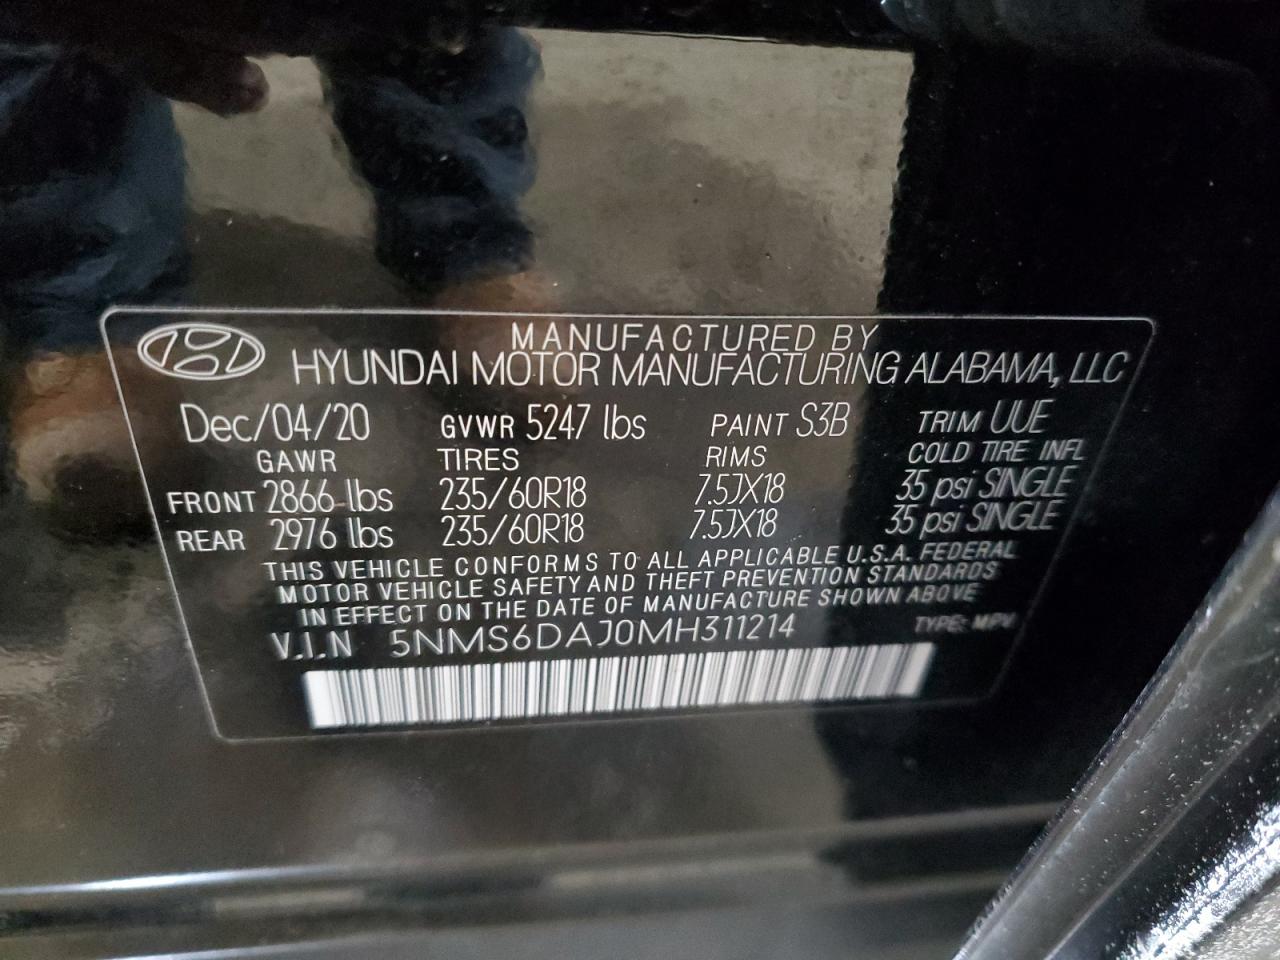 MANUFACTURED BY
HYUNDAI MOTOR MANUFACTURING ALABAMA, LLC
Dec/04/20 GVWR 5247 lbs PAINT S3B TRIM UUE
GAWR TIRES RIMS COLD TIRE INFL
FRONT 2866 lbs 235/60R18 7.5JX18 35 psi SINGLE
REAR 2976 lbs 235/60R18 7.5JX18 35 psi SINGLE
THIS VEHICLE CONFORMS TO ALL APPLICABLE U.S.A. FEDERAL
MOTOR VEHICLE SAFETY AND THEFT PREVENTION STANDARDS
IN EFFECT ON THE DATE OF MANUFACTURE SHOWN ABOVE
V.I.N 5NMS6DAJ0MH311214 TYPE: MPV